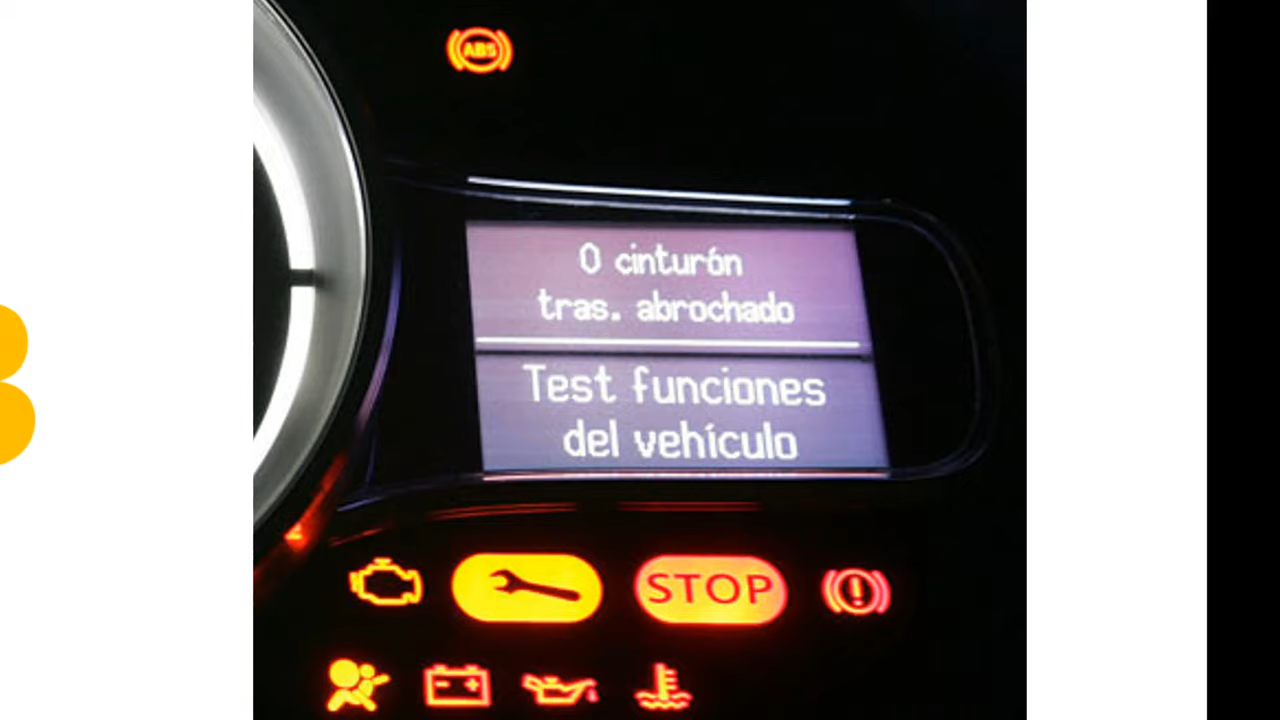 ABS
0 cinturón
tras. abrochado
Test funciones
del vehículo
STOP